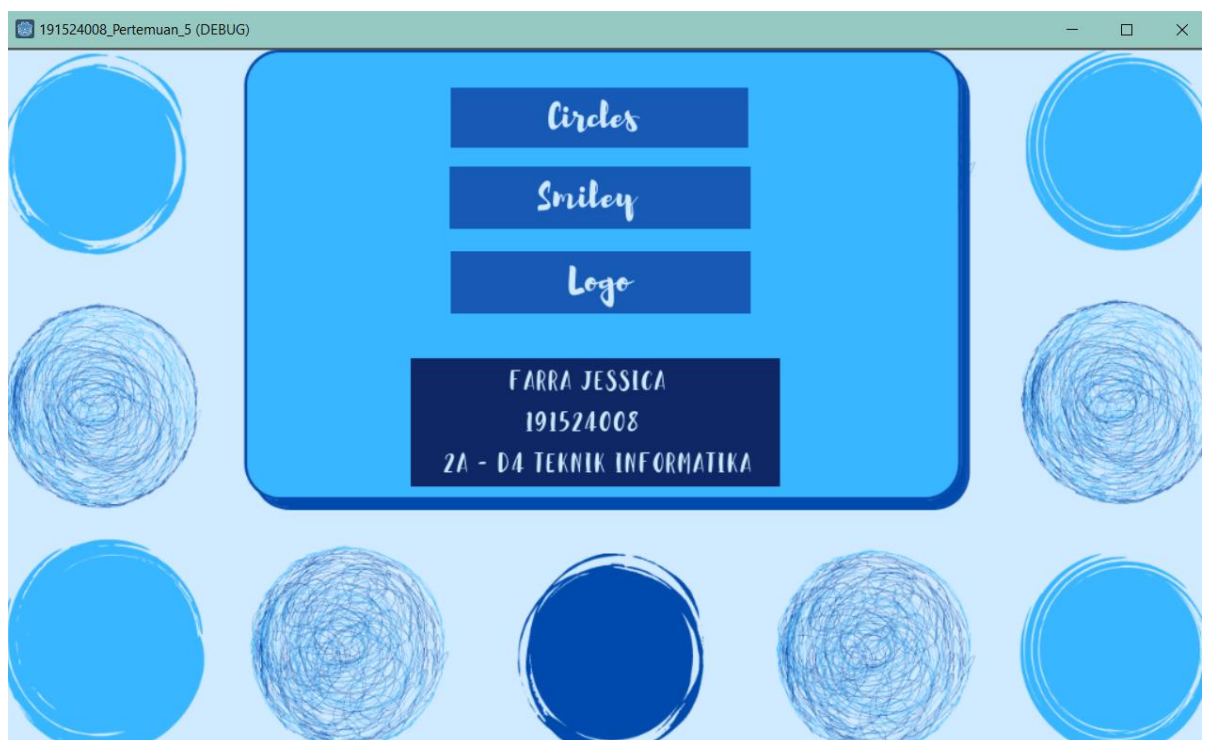 191524008_Pertemuan_5 (DEBUG)
Circles
Smiley
Logo
FARRA JESSICA
191524008
2A - D4 TEKNIK INFORMATIKA